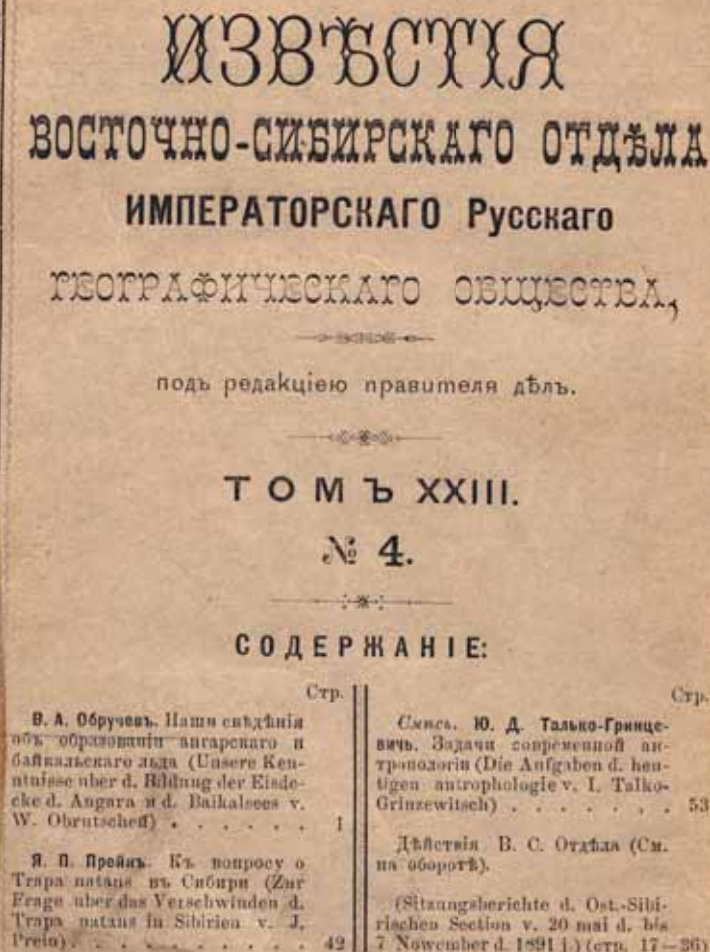 ИЗВѢСТІЯ
ВОСТОЧНО-СИБИРСКАГО ОТДѢЛА
ИМПЕРАТОРСКАГО Русскаго
ГЕОГРАФИЧЕСКАГО ОБЩЕСТВА,
подъ редакціею правителя дѣлъ.
ТОМЪ XXIII.
№ 4.
СОДЕРЖАНІЕ:
Стр.
В. А. Обручевъ. Наши свѣдѣнія
объ образованіи ангарскаго и
байкальскаго льда (Unsere Ken-
ntnisse uber d. Bildung der Eisde-
cke d. Angara и d. Baikalsees v.
W. Obrutscheff) . . . . . . 1
Я. П. Прейнъ. Къ вопросу о
Trapa natans въ Сибири (Zur
Frage uber das Verschwinden d.
Trapa natans in Sibirien v. J.
Prein) . . . . . . . . . 42
Стр.
Смѣсь. Ю. Д. Талько-Гринце-
вичъ. Задачи современной ан-
тропологіи (Die Aufgaben d. heu-
tigen antrophologie v. I. Talko-
Grinzewitsch) . . . . . . . 53
Дѣйствія В. С. Отдѣла (См.
на оборотѣ).
(Sitzungsberichte d. Ost.-Sibi-
rischen Section v. 20 mai d. bis
7 November d. 1891 j.) (стр. 17—36)